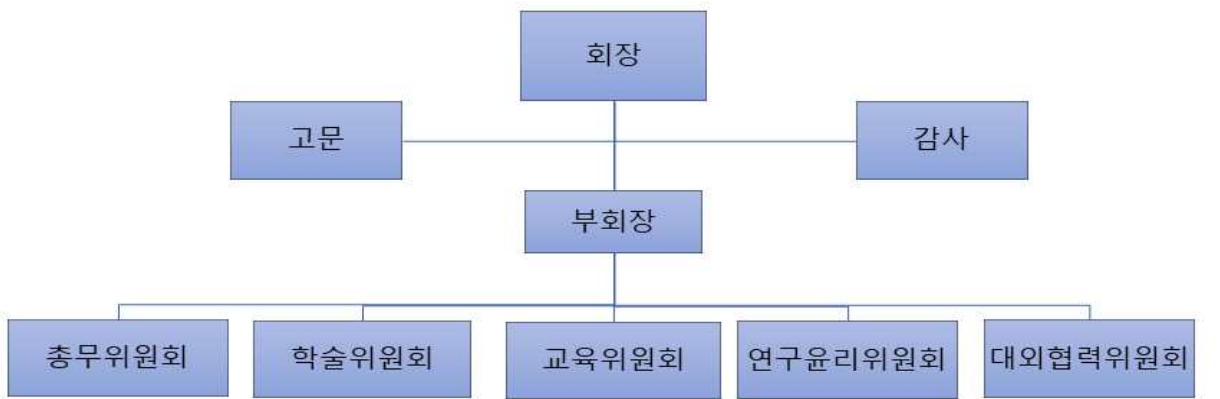 회장
고문
감사
부회장
총무위원회
학술위원회
교육위원회
연구윤리위원회
대외협력위원회